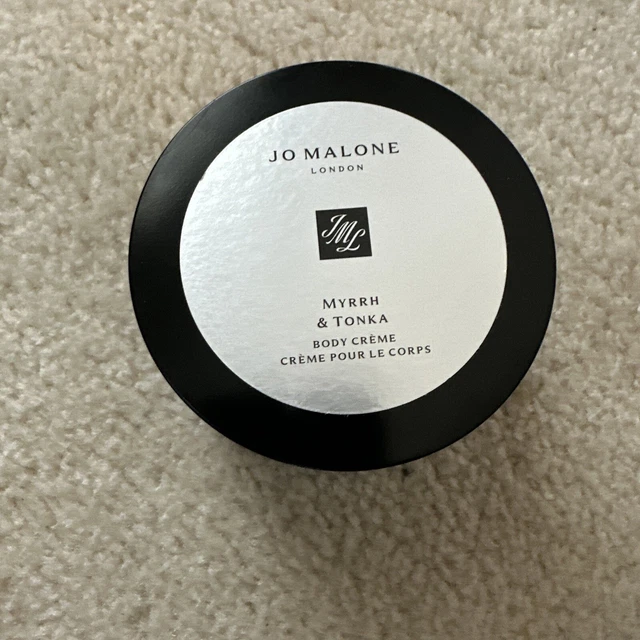 JO MALONE
LONDON
JML
MYRRH
& TONKA
BODY CRÈME
CRÈME POUR LE CORPS